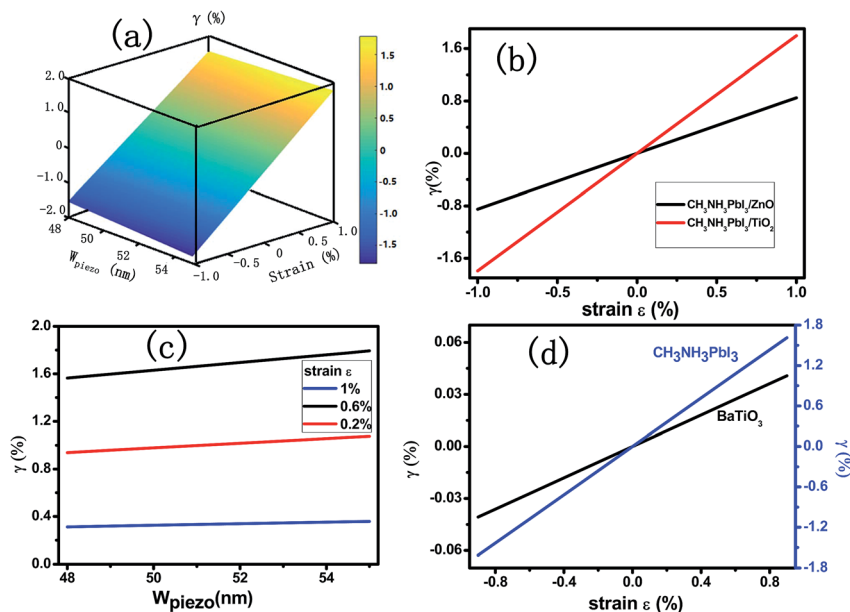 (a)
γ (%)
2.0
1.0
0
-1.0
-2.0
48
50
52
54
W_piezo (nm)
-1.0
-0.5
0
0.5
1.0
Strain (%)
1.5
1.0
0.5
0
-0.5
-1.0
-1.5
(b)
1.6
0.8
0.0
-0.8
-1.6
γ(%)
CH₃NH₃PbI₃/ZnO
CH₃NH₃PbI₃/TiO₂
-1.0 -0.5 0.0 0.5 1.0
strain ε (%)
(c)
2.0
1.6
1.2
0.8
0.4
0.0
γ (%)
strain ε
1%
0.6%
0.2%
48 50 52 54
W_piezo(nm)
(d)
0.06
0.03
0.00
-0.03
-0.06
γ (%)
CH₃NH₃PbI₃
BaTiO₃
1.8
1.2
0.6
0.0
-0.6
-1.2
-1.8
γ (%)
-0.8 -0.4 0.0 0.4 0.8
strain ε (%)